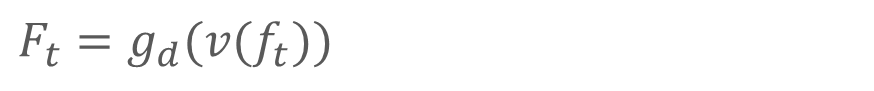 $F_t = g_d(v(f_t))$